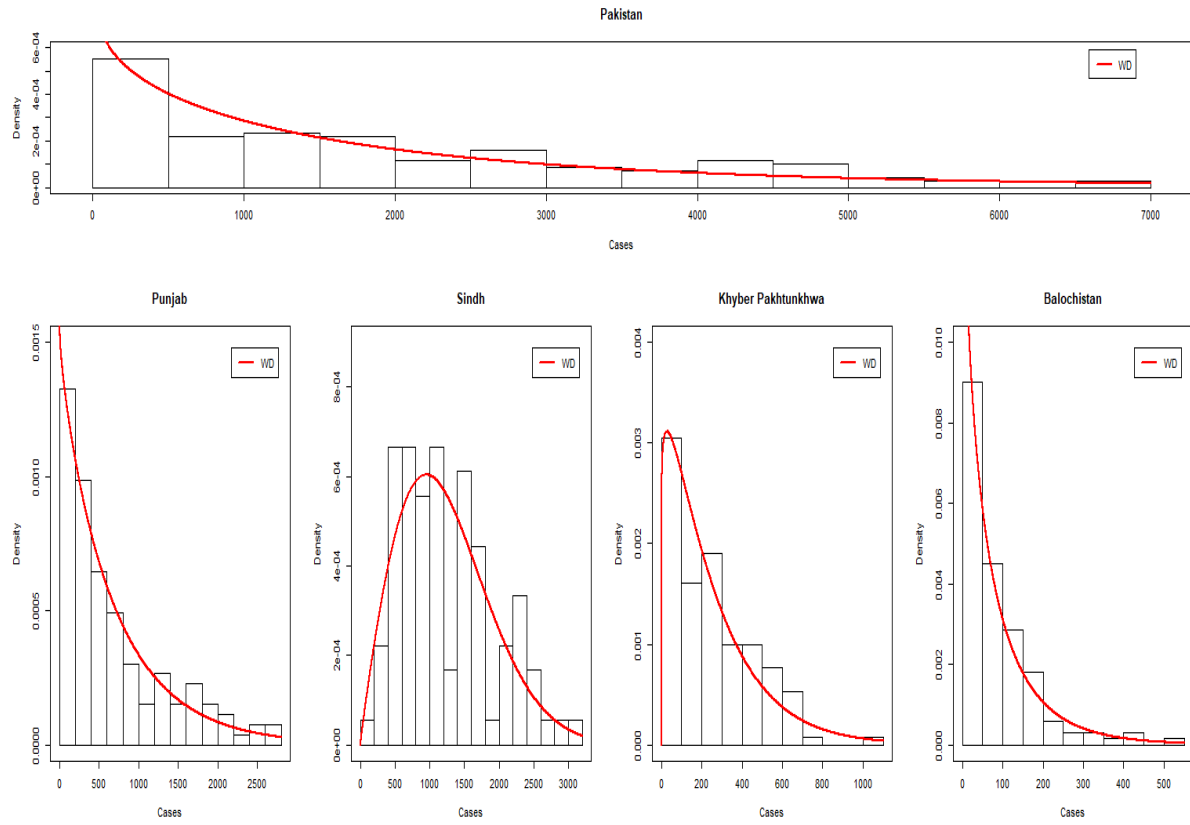 Pakistan
Density
0e+00 2e-04 4e-04 6e-04
WD
0 1000 2000 3000 4000 5000 6000 7000
Cases
Punjab
Density
0.0000 0.0005 0.0010 0.0015
WD
0 500 1000 1500 2000 2500
Cases
Sindh
Density
0e+00 2e-04 4e-04 6e-04 8e-04
WD
0 500 1000 1500 2000 2500 3000
Cases
Khyber Pakhtunkhwa
Density
0.000 0.001 0.002 0.003 0.004
WD
0 200 400 600 800 1000
Cases
Balochistan
Density
0.000 0.002 0.004 0.006 0.008 0.010
WD
0 100 200 300 400 500
Cases